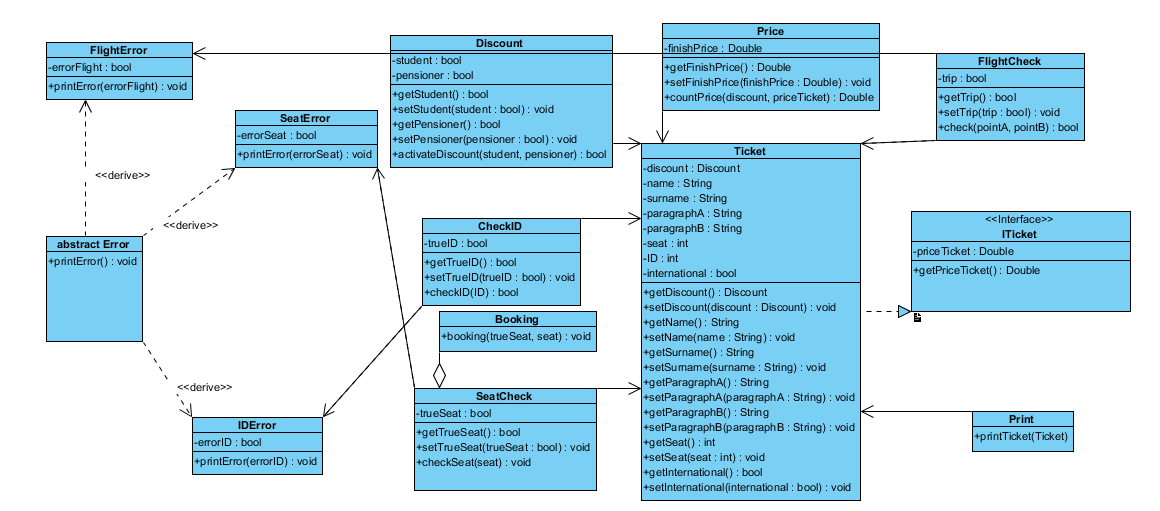 FlightError
-errorFlight : bool
+printError(errorFlight) : void
Discount
-student : bool
-pensioner : bool
+getStudent() : bool
+setStudent(student : bool) : void
+getPensioner() : bool
+setPensioner(pensioner : bool) : void
+activateDiscount(student, pensioner) : bool
Price
-finishPrice : Double
+getFinishPrice() : Double
+setFinishPrice(finishPrice : Double) : void
+countPrice(discount, priceTicket) : Double
FlightCheck
-trip : bool
+getTrip() : bool
+setTrip(trip : bool) : void
+check(pointA, pointB) : bool
SeatError
-errorSeat : bool
+printError(errorSeat) : void
<<derive>>
<<derive>>
abstract Error
+printError() : void
<<derive>>
CheckID
-trueID : bool
+getTrueID() : bool
+setTrueID(trueID : bool) : void
+checkID(ID) : bool
Booking
+booking(trueSeat, seat) : void
SeatCheck
-trueSeat : bool
+getTrueSeat() : bool
+setTrueSeat(trueSeat : bool) : void
+checkSeat(seat) : void
IDError
-errorID : bool
+printError(errorID) : void
Ticket
-discount : Discount
-name : String
-surname : String
-paragraphA : String
-paragraphB : String
-seat : int
-ID : int
-international : bool
+getDiscount() : Discount
+setDiscount(discount : Discount) : void
+getName() : String
+setName(name : String) : void
+getSurname() : String
+setSurname(surname : String) : void
+getParagraphA() : String
+setParagraphA(paragraphA : String) : void
+getParagraphB() : String
+setParagraphB(paragraphB : String) : void
+getSeat() : int
+setSeat(seat : int) : void
+getInternational() : bool
+setInternational(international : bool) : void
<<Interface>>
ITicket
-priceTicket : Double
+getPriceTicket() : Double
Print
+printTicket(Ticket)